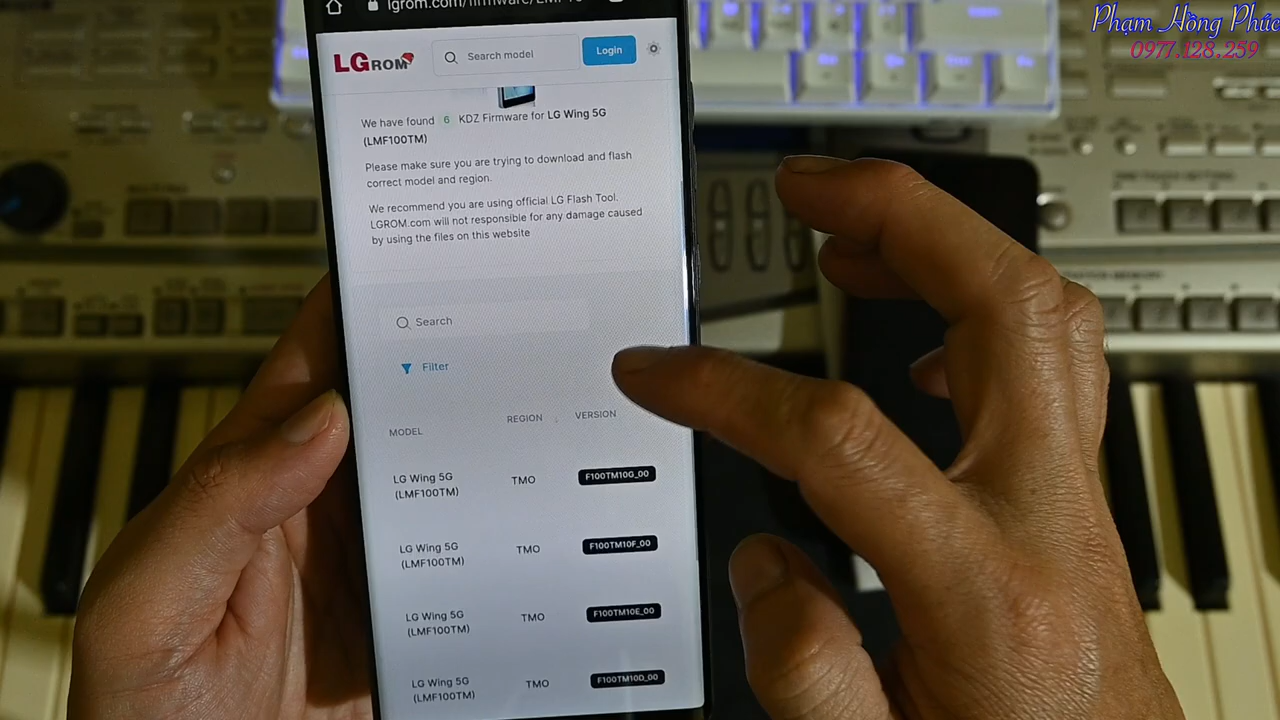 Phạm Hồng Phúc
0977.128.259
LGROM
Search model
Login
We have found 6 KDZ Firmware for LG Wing 5G
(LMF100TM)
Please make sure you are trying to download and flash
correct model and region.
We recommend you are using official LG Flash Tool.
LGROM.com will not responsible for any damage caused
by using the files on this website
Search
Filter
MODEL REGION VERSION
LG Wing 5G
(LMF100TM) TMO F100TM10G_00
LG Wing 5G
(LMF100TM) TMO F100TM10F_00
LG Wing 5G
(LMF100TM) TMO F100TM10E_00
LG Wing 5G
(LMF100TM) TMO F100TM10D_00